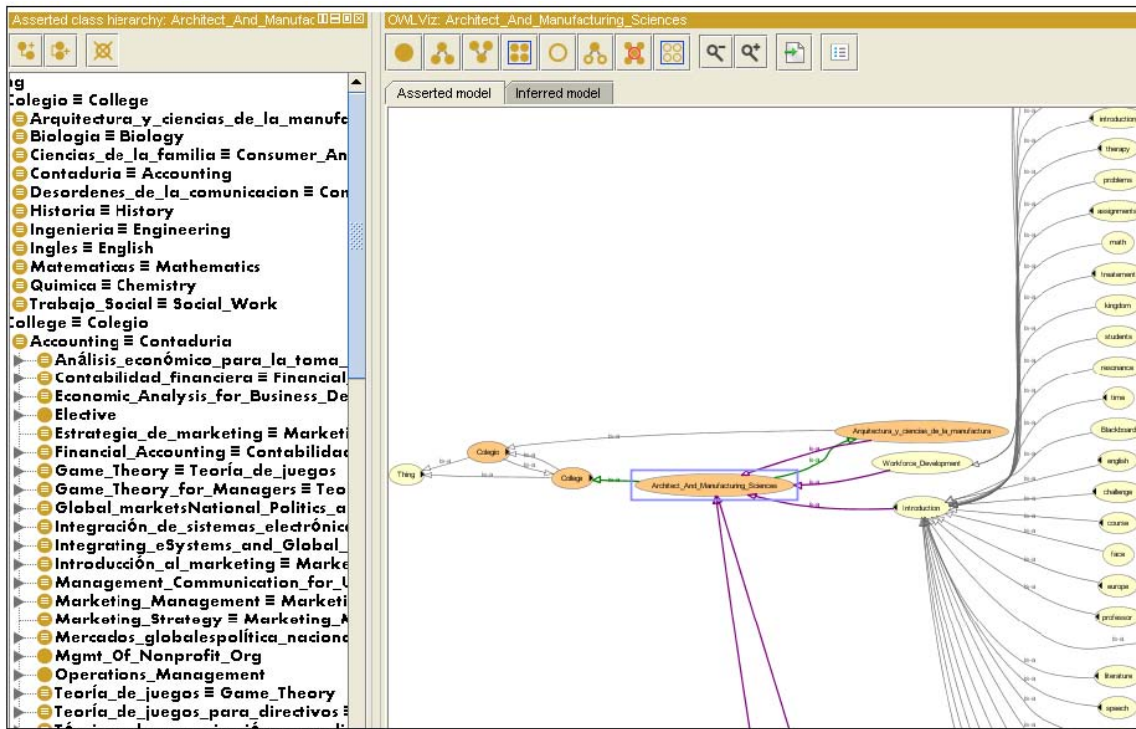 Asserted class hierarchy: Architect_And_Manufac
ng
Colegio ≡ College
Arquitectura_y_ciencias_de_la_manufa
Biologia ≡ Biology
Ciencias_de_la_familia ≡ Consumer_An
Contaduria ≡ Accounting
Desordenes_de_la_comunicacion ≡ Con
Historia ≡ History
Ingenieria ≡ Engineering
Ingles ≡ English
Matematicas ≡ Mathematics
Quimica ≡ Chemistry
Trabajo_Social ≡ Social_Work
College ≡ Colegio
Accounting ≡ Contaduria
Análisis_económico_para_la_toma_
Contabilidad_financiera ≡ Financial_
Economic_Analysis_for_Business_De
Elective
Estrategia_de_marketing ≡ Marketi
Financial_Accounting ≡ Contabilidad
Game_Theory ≡ Teoría_de_juegos
Game_Theory_for_Managers ≡ Teo
Global_marketsNational_Politics_a
Integración_de_sistemas_electrónica
Integrating_eSystems_and_Global_
Introducción_al_marketing ≡ Marke
Management_Communication_for_U
Marketing_Management ≡ Marketi
Marketing_Strategy ≡ Marketing_M
Mercados_globalespolítica_naciona
Mgmt_Of_Nonprofit_Org
Operations_Management
Teoría_de_juegos ≡ Game_Theory
Teoría_de_juegos_para_directivos ≡
OWLViz: Architect_And_Manufacturing_Sciences
Asserted model
Inferred model
Thing
Colegio
College
Architect_And_Manufacturing_Sciences
Arquitectura_y_ciencias_de_la_manufactura
Workforce_Development
Introduction
introduction
therapy
problems
assignments
math
treatement
kingdom
students
resonance
time
Blackboard
english
challenge
course
face
europe
professor
literature
speech